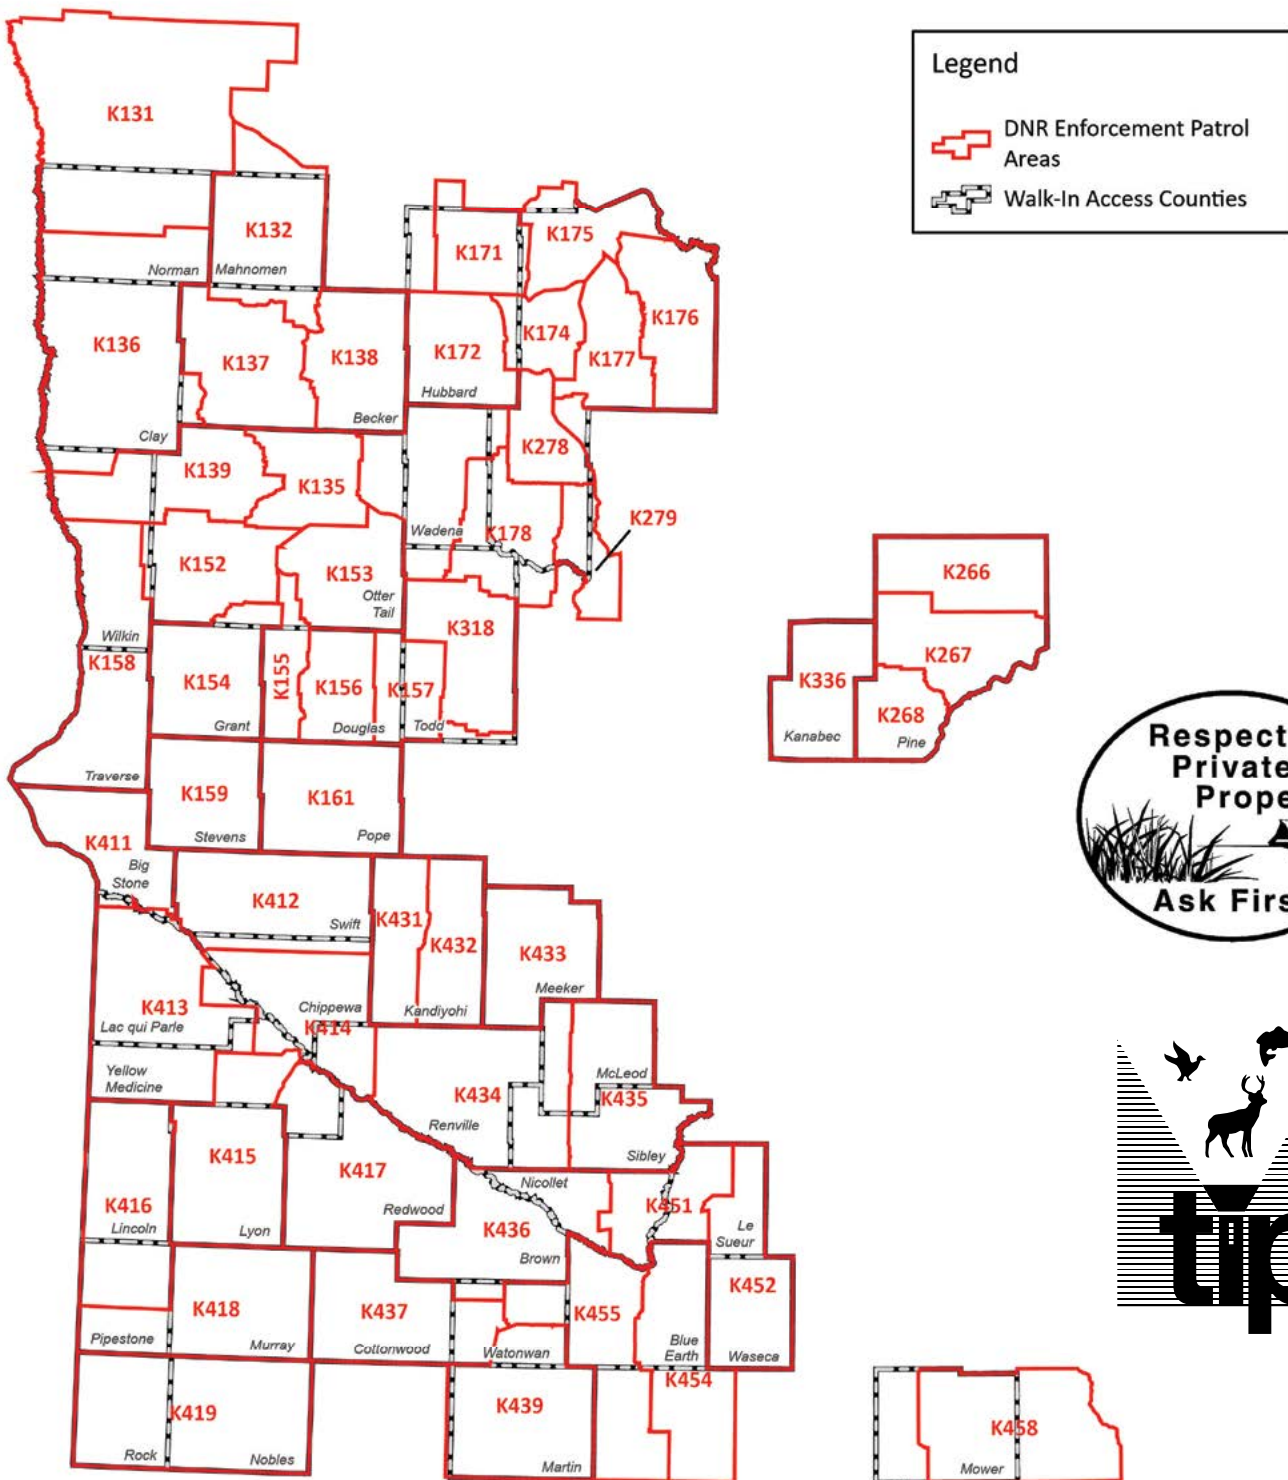 Legend
DNR Enforcement Patrol
Areas
Walk-In Access Counties
K131
K132
Norman
Mahnomen
K171
K175
K136
K137
K138
K172
K174
K177
K176
Hubbard
Becker
Clay
K139
K135
K278
Wadena
K178
K279
K152
K153
Otter
Tail
Wilkin
K158
K154
K155
K156
K157
K318
Grant
Douglas
Todd
Traverse
K159
K161
Stevens
Pope
K266
K267
K336
K268
Kanabec
Pine
Respect
Private
Prope
Ask Firs
K411
Big
Stone
K412
Swift
K431
K432
K433
Meeker
K413
Chippewa
Kandiyohi
Lac qui Parle
K414
Yellow
Medicine
McLeod
K434
K435
Renville
Sibley
K415
K417
K416
Lincoln
Lyon
Redwood
Nicollet
K436
Brown
K451
Le
Sueur
K418
K437
K455
K452
Pipestone
Murray
Cottonwood
Watonwan
Blue
Earth
Waseca
K454
K419
K439
Rock
Nobles
Martin
K458
Mower
tip